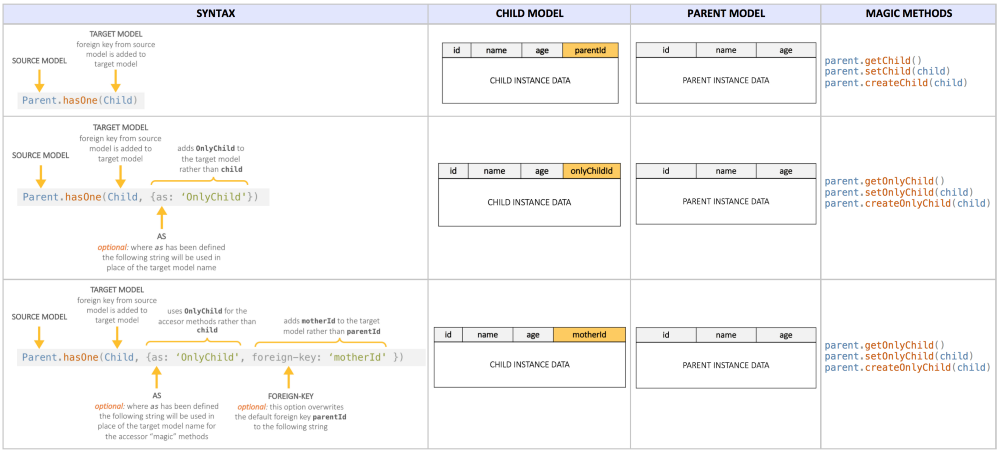 SYNTAX
CHILD MODEL
PARENT MODEL
MAGIC METHODS
TARGET MODEL
foreign key from source
model is added to
target model
SOURCE MODEL
Parent.hasOne(Child)
id name age parentId
CHILD INSTANCE DATA
id name age
PARENT INSTANCE DATA
parent.getChild()
parent.setChild(child)
parent.createChild(child)
TARGET MODEL
foreign key from source
model is added to
target model
SOURCE MODEL
adds OnlyChild to
the target model
rather than child
Parent.hasOne(Child, {as: ‘OnlyChild’})
AS
optional: where as has been defined
the following string will be used in
place of the target model name
id name age onlyChildId
CHILD INSTANCE DATA
id name age
PARENT INSTANCE DATA
parent.getOnlyChild()
parent.setOnlyChild(child)
parent.createOnlyChild(child)
TARGET MODEL
foreign key from source
model is added to
target model
SOURCE MODEL
uses OnlyChild for the
accesor methods rather than
child
adds motherId to the target
model rather than parentId
Parent.hasOne(Child, {as: ‘OnlyChild’, foreign-key: ‘motherId’ })
AS
optional: where as has been defined
the following string will be used in
place of the target model name for
the accessor “magic” methods
FOREIGN-KEY
optional: this option overwrites
the default foreign key parentId
to the following string
id name age motherId
CHILD INSTANCE DATA
id name age
PARENT INSTANCE DATA
parent.getOnlyChild()
parent.setOnlyChild(child)
parent.createOnlyChild(child)